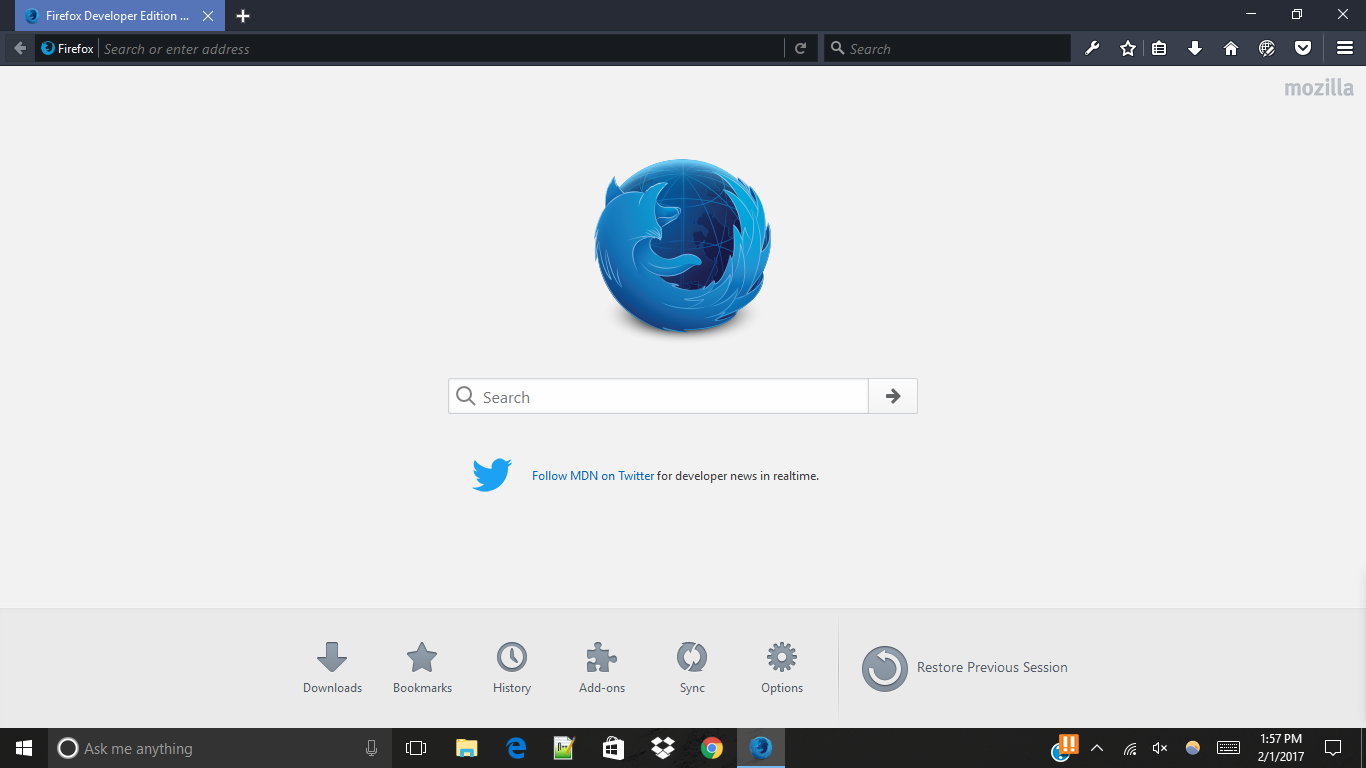 Firefox Developer Edition ...
Firefox
Search or enter address
Search
mozilla
Search
Follow MDN on Twitter for developer news in realtime.
Downloads
Bookmarks
History
Add-ons
Sync
Options
Restore Previous Session
Ask me anything
1:57 PM
2/1/2017